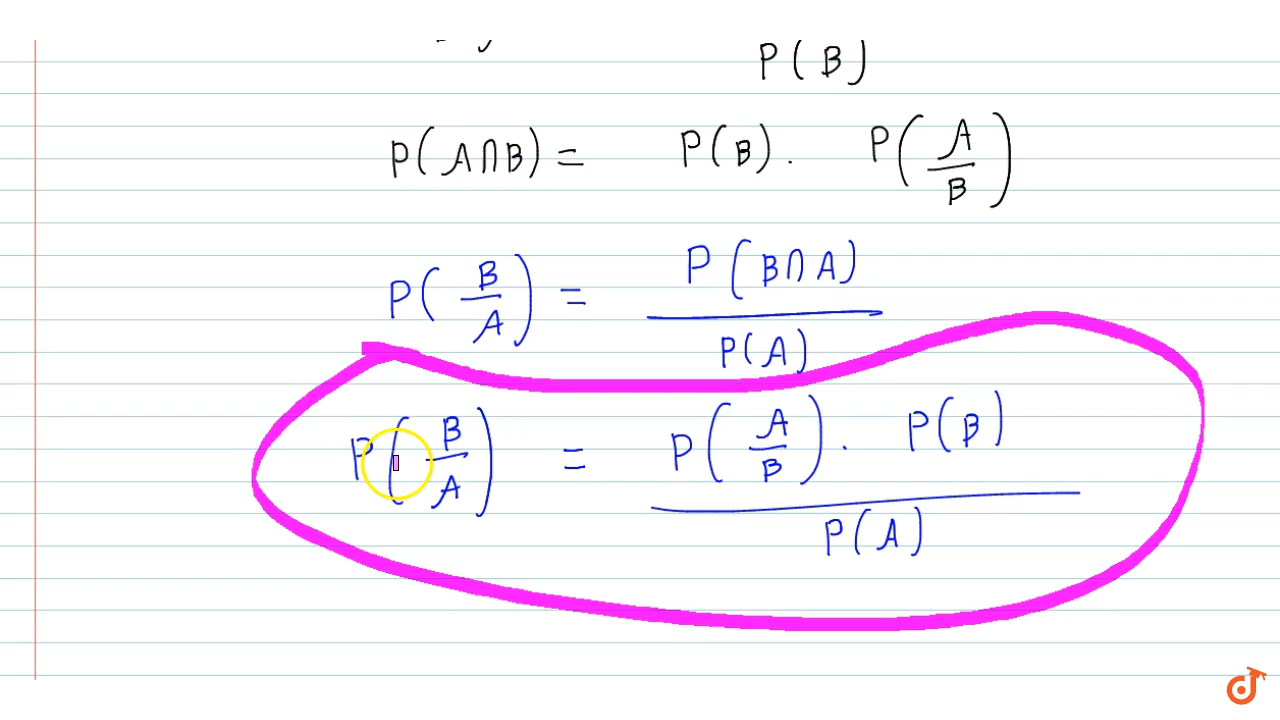 P(B)
P(A∩B) = P(B). P(A/B)
P(B/A) = P(B∩A)/P(A)
P(B/A) = P(A/B). P(B)/P(A)